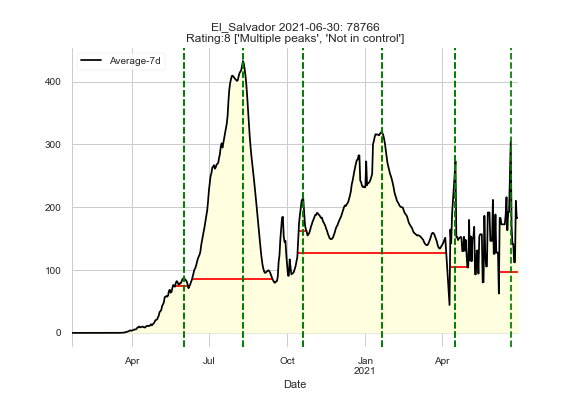 El_Salvador 2021-06-30: 78766
Rating:8 ['Multiple peaks', 'Not in control']
Average-7d
400
300
200
100
0
Apr
Jul
Oct
Jan
2021
Apr
Date